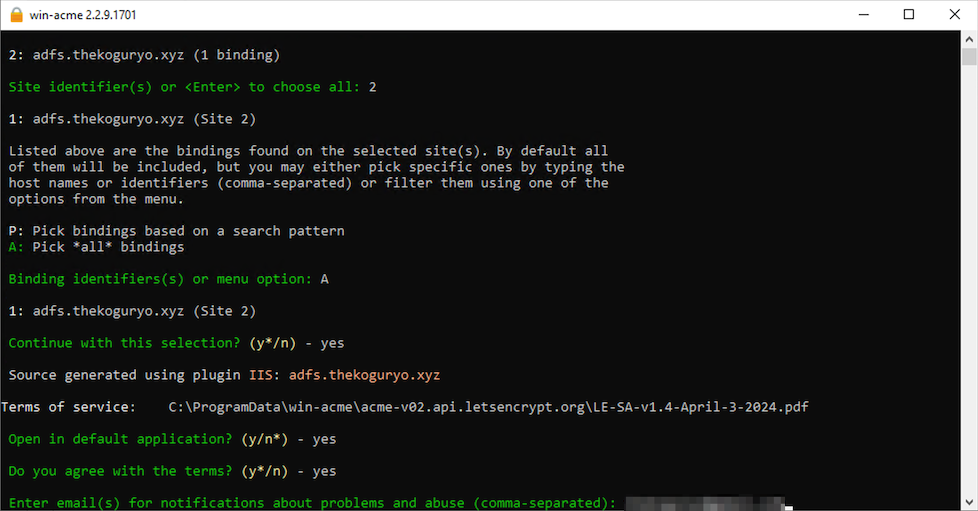 win-acme 2.2.9.1701
2: adfs.thekoguryo.xyz (1 binding)
Site identifier(s) or <Enter> to choose all: 2
1: adfs.thekoguryo.xyz (Site 2)
Listed above are the bindings found on the selected site(s). By default all
of them will be included, but you may either pick specific ones by typing the
host names or identifiers (comma-separated) or filter them using one of the
options from the menu.
P: Pick bindings based on a search pattern
A: Pick *all* bindings
Binding identifiers(s) or menu option: A
1: adfs.thekoguryo.xyz (Site 2)
Continue with this selection? (y*/n) - yes
Source generated using plugin IIS: adfs.thekoguryo.xyz
Terms of service: C:\ProgramData\win-acme\acme-v02.api.letsencrypt.org\LE-SA-v1.4-April-3-2024.pdf
Open in default application? (y/n*) - yes
Do you agree with the terms? (y*/n) - yes
Enter email(s) for notifications about problems and abuse (comma-separated):